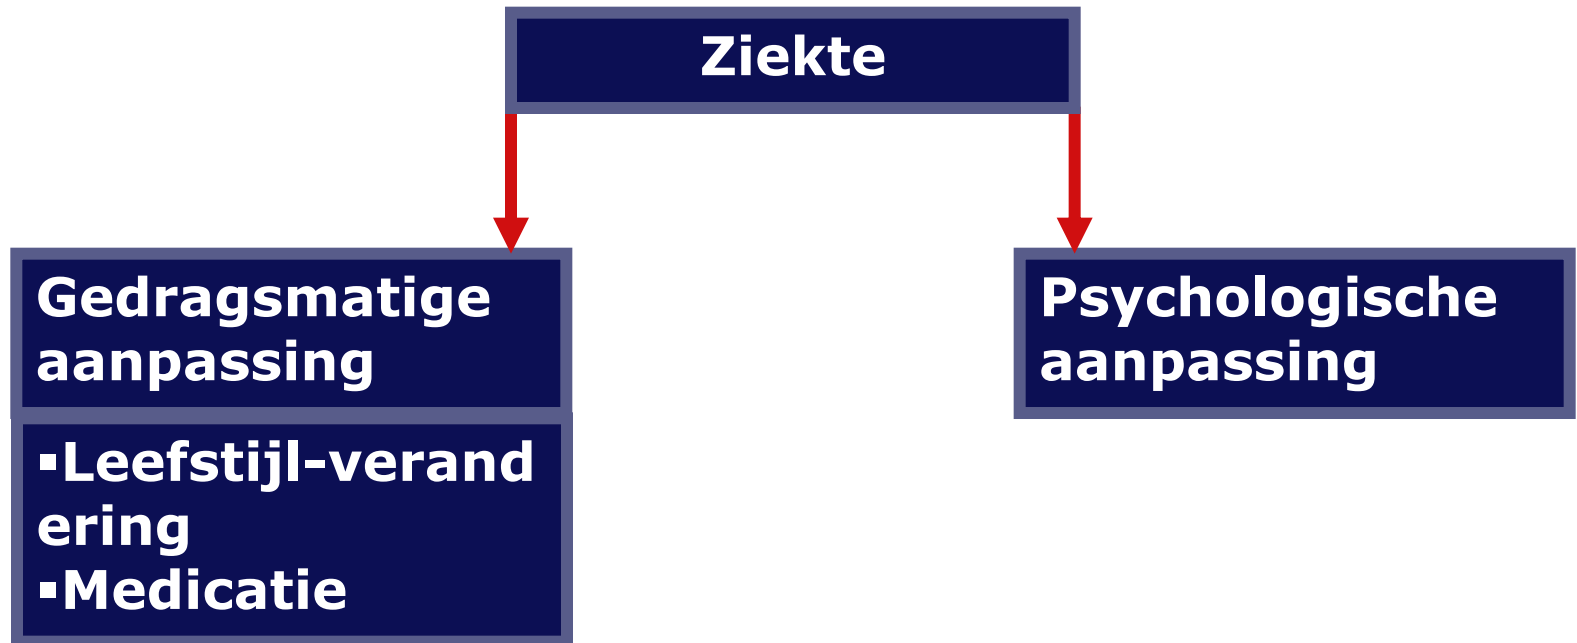 Ziekte
Gedragsmatige
aanpassing
Psychologische
aanpassing
▪Leefstijl-verand
ering
▪Medicatie